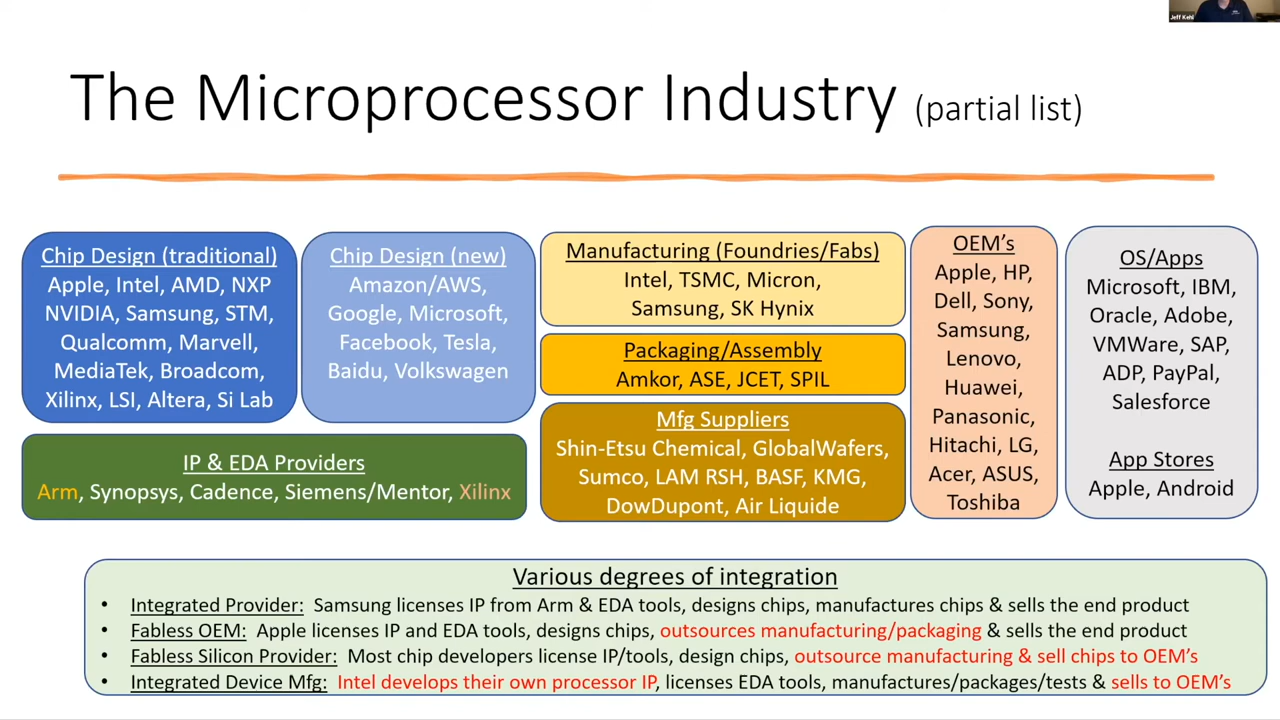 Jeff Kehl
The Microprocessor Industry (partial list)
Chip Design (traditional)
Apple, Intel, AMD, NXP
NVIDIA, Samsung, STM,
Qualcomm, Marvell,
MediaTek, Broadcom,
Xilinx, LSI, Altera, Si Lab
Chip Design (new)
Amazon/AWS,
Google, Microsoft,
Facebook, Tesla,
Baidu, Volkswagen
IP & EDA Providers
Arm, Synopsys, Cadence, Siemens/Mentor, Xilinx
Manufacturing (Foundries/Fabs)
Intel, TSMC, Micron,
Samsung, SK Hynix
Packaging/Assembly
Amkor, ASE, JCET, SPIL
Mfg Suppliers
Shin-Etsu Chemical, GlobalWafers,
Sumco, LAM RSH, BASF, KMG,
DowDupont, Air Liquide
OEM's
Apple, HP,
Dell, Sony,
Samsung,
Lenovo,
Huawei,
Panasonic,
Hitachi, LG,
Acer, ASUS,
Toshiba
OS/Apps
Microsoft, IBM,
Oracle, Adobe,
VMWare, SAP,
ADP, PayPal,
Salesforce
App Stores
Apple, Android
Various degrees of integration
• Integrated Provider: Samsung licenses IP from Arm & EDA tools, designs chips, manufactures chips & sells the end product
• Fabless OEM: Apple licenses IP and EDA tools, designs chips, outsources manufacturing/packaging & sells the end product
• Fabless Silicon Provider: Most chip developers license IP/tools, design chips, outsource manufacturing & sell chips to OEM's
• Integrated Device Mfg: Intel develops their own processor IP, licenses EDA tools, manufactures/packages/tests & sells to OEM's